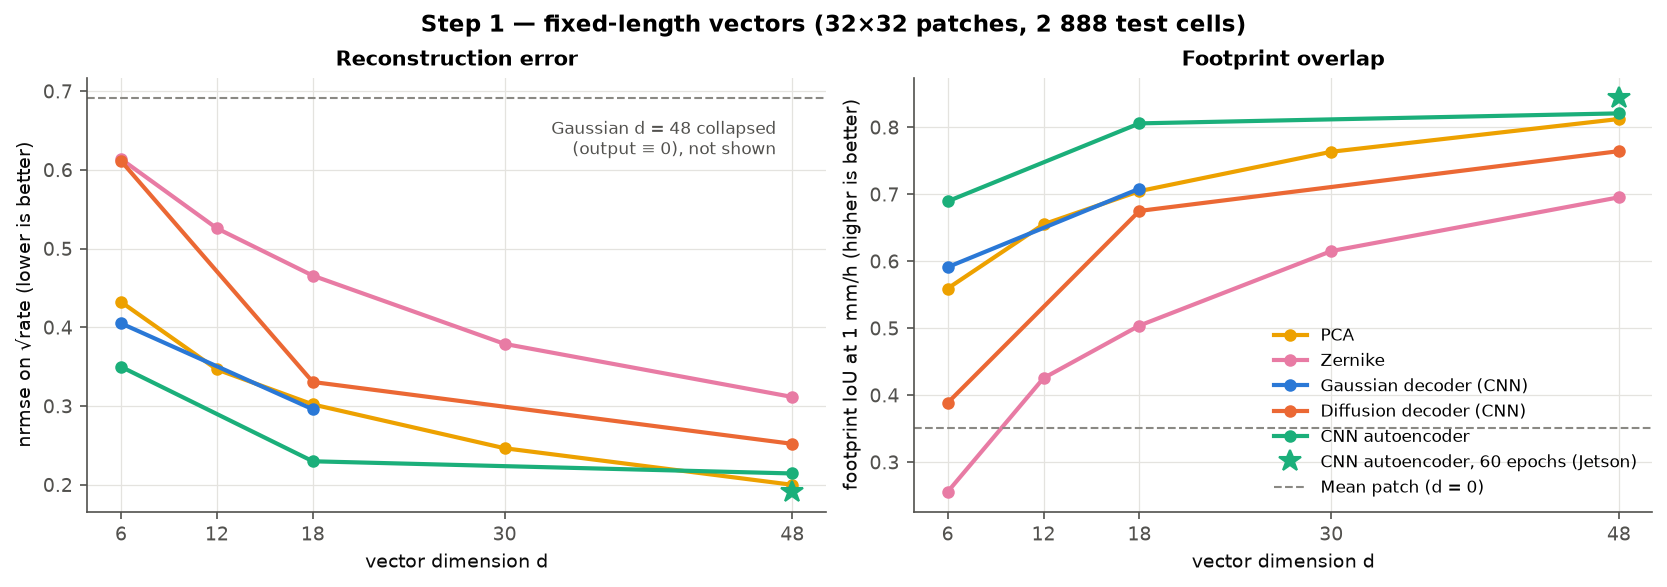 Step 1 — fixed-length vectors (32×32 patches, 2 888 test cells)
Reconstruction error
nrmse on √rate (lower is better)
0.7
0.6
0.5
0.4
0.3
0.2
Gaussian d = 48 collapsed
(output ≡ 0), not shown
6 12 18 30 48
vector dimension d
Footprint overlap
footprint IoU at 1 mm/h (higher is better)
0.8
0.7
0.6
0.5
0.4
0.3
PCA
Zernike
Gaussian decoder (CNN)
Diffusion decoder (CNN)
CNN autoencoder
CNN autoencoder, 60 epochs (Jetson)
Mean patch (d = 0)
6 12 18 30 48
vector dimension d